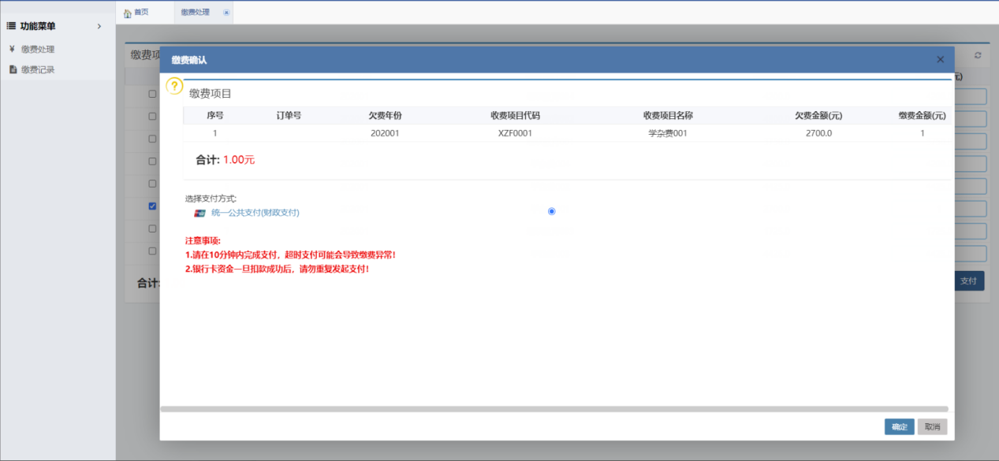 首页
缴费处理
功能菜单
¥ 缴费处理
缴费记录
缴费项
元)
缴费确认
?
缴费项目
序号 订单号 欠费年份 收费项目代码 收费项目名称 欠费金额(元) 缴费金额(元)
1 202001 XZF0001 学杂费001 2700.0 1
合计: 1.00元
选择支付方式:
统一公共支付(财政支付)
注意事项:
1.请在10分钟内完成支付，超时支付可能会导致缴费异常！
2.银行卡资金一旦扣款成功后，请勿重复发起支付！
合计:
支付
确定 取消